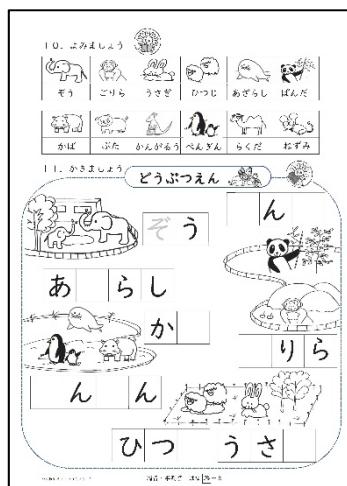 10．よみましょう
ぞう ごりら うさぎ ひつじ あざらし ぱんだ
かば ぶた かんがるう ぺんぎん らくだ ねずみ
11．かきましょう
どうぶつえん
ん
ぞう
あ らし
か
りら
ん ん
ひつ うさ